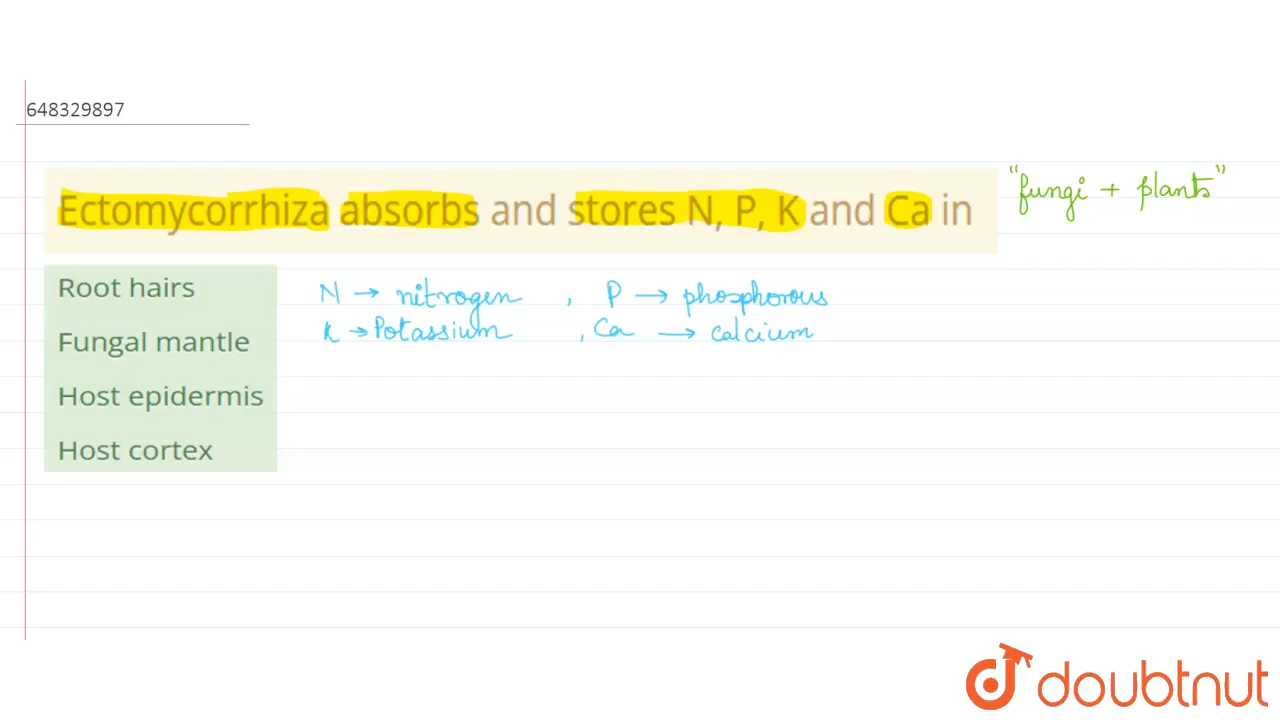 648329897
Ectomycorrhiza absorbs and stores N, P, K and Ca in
"fungi + plants"
Root hairs
N → nitrogen , P → phosphorous
Fungal mantle
K → Potassium , Ca → calcium
Host epidermis
Host cortex
doubtnut